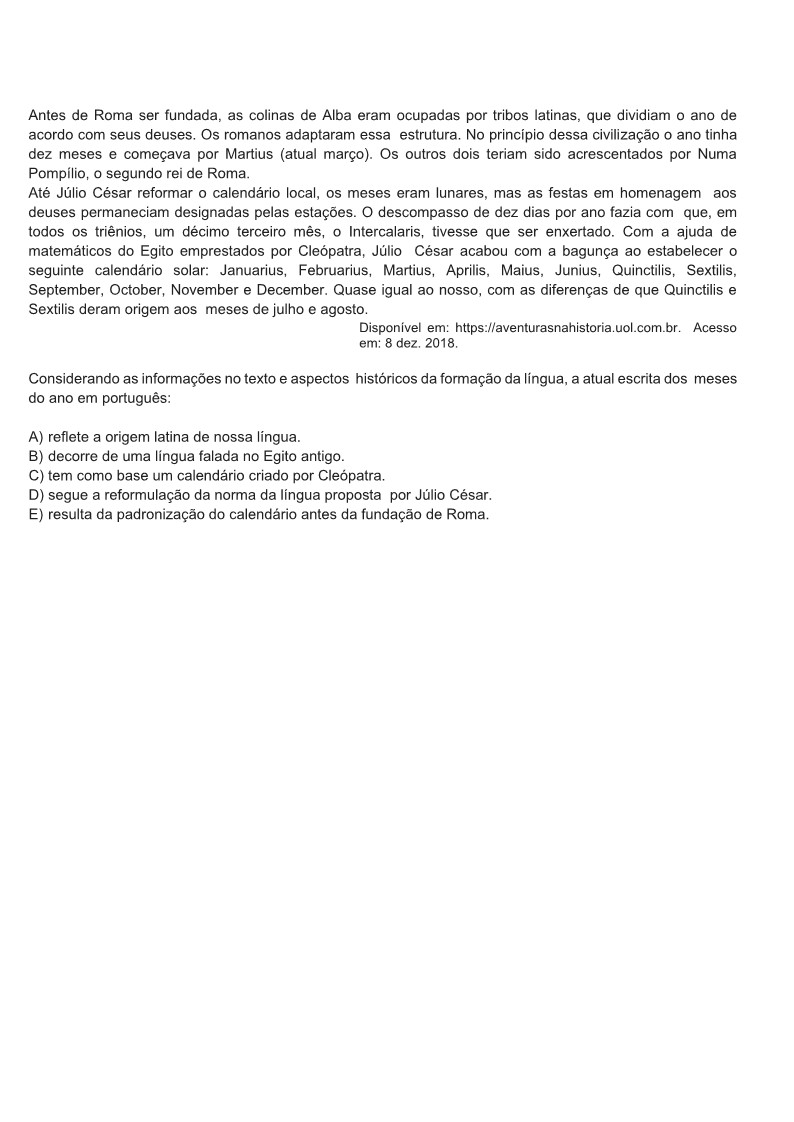 Antes de Roma ser fundada, as colinas de Alba eram ocupadas por tribos latinas, que dividiam o ano de
acordo com seus deuses. Os romanos adaptaram essa estrutura. No princípio dessa civilização o ano tinha
dez meses e começava por Martius (atual março). Os outros dois teriam sido acrescentados por Numa
Pompílio, o segundo rei de Roma.
Até Júlio César reformar o calendário local, os meses eram lunares, mas as festas em homenagem aos
deuses permaneciam designadas pelas estações. O descompasso de dez dias por ano fazia com que, em
todos os triênios, um décimo terceiro mês, o Intercalaris, tivesse que ser enxertado. Com a ajuda de
matemáticos do Egito emprestados por Cleópatra, Júlio César acabou com a bagunça ao estabelecer o
seguinte calendário solar: Januarius, Februarius, Martius, Aprilis, Maius, Junius, Quinctilis, Sextilis,
September, October, November e December. Quase igual ao nosso, com as diferenças de que Quinctilis e
Sextilis deram origem aos meses de julho e agosto.
Disponível em: https://aventurasnahistoria.uol.com.br. Acesso
em: 8 dez. 2018.
Considerando as informações no texto e aspectos históricos da formação da língua, a atual escrita dos meses
do ano em português:
A) reflete a origem latina de nossa língua.
B) decorre de uma língua falada no Egito antigo.
C) tem como base um calendário criado por Cleópatra.
D) segue a reformulação da norma da língua proposta por Júlio César.
E) resulta da padronização do calendário antes da fundação de Roma.